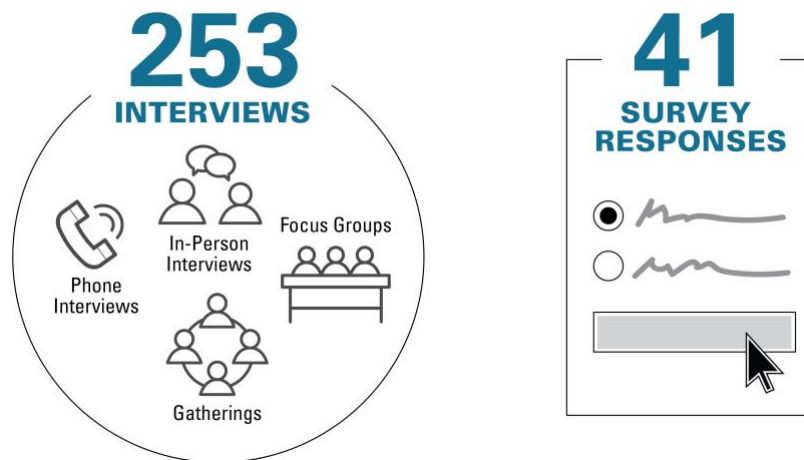 253
INTERVIEWS
Phone
Interviews
In-Person
Interviews
Focus Groups
Gatherings
41
SURVEY
RESPONSES